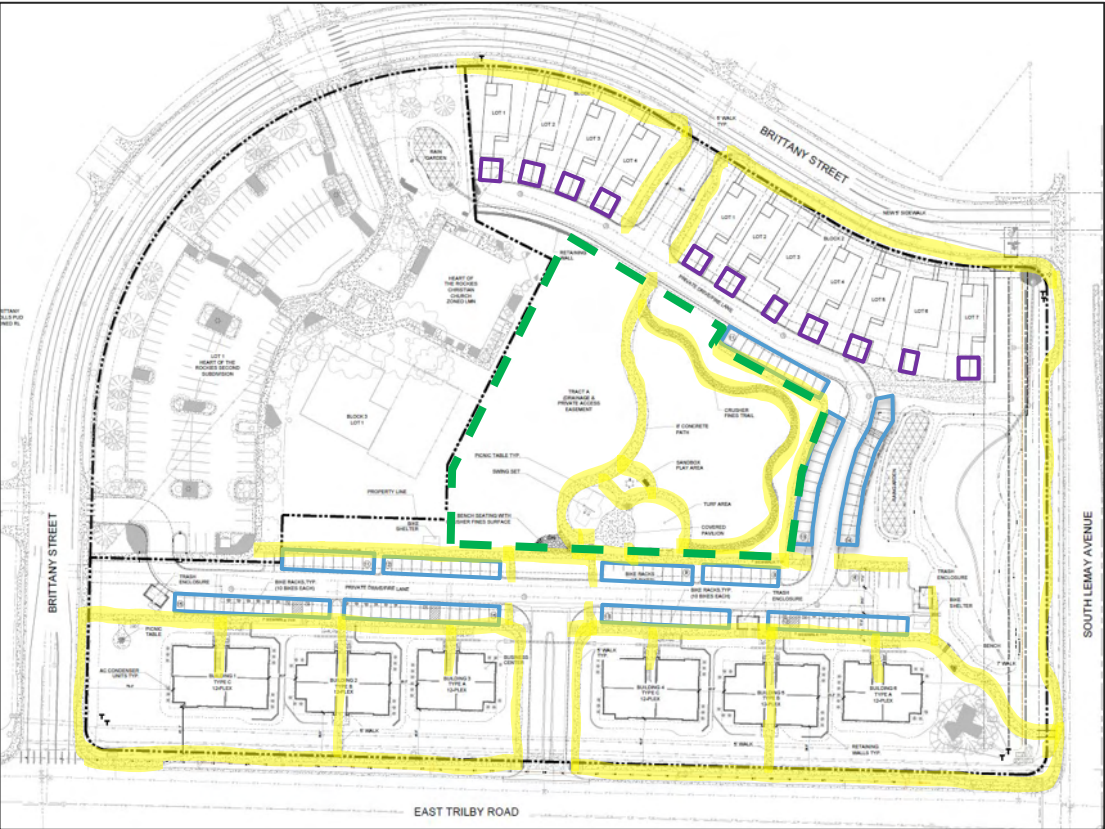 BRITTANY STREET
5' WALK
TYP.
BLOCK
LOT 1
LOT 2
LOT 3
LOT 4
RAIN
GARDEN
NEW 5' SIDEWALK
LOT 1
LOT 2
LOT 3
BLOCK 2
LOT 4
LOT 5
LOT 6
LOT 7
RETAINING
WALL
HEART OF
THE ROCKIES
CHRISTIAN
CHURCH
ZONED LMN
PRIVATE DRIVE/FIRE LANE
LOT 1
HEART OF THE
ROCKIES SECOND
SUBDIVISION
TRACT A
(DRAINAGE &
PRIVATE ACCESS
EASEMENT
BLOCK 3
LOT 1
CRUSHER
FINES TRAIL
CONCRETE
PATH
PICNIC TABLE TYP.
SWING SET
SANDBOX
PLAY AREA
TURF AREA
COVERED
PAVILION
RAINGARDEN
PROPERTY LINE
BIKE
SHELTER
BENCH SEATING WITH
SHER FINES SURFACE
TRASH
ENCLOSURE
BIKE RACKS,TYP.
(10 BIKES EACH)
PRIVATE DRIVE/FIRE LANE
BIKE RACKS
BIKE RACKS,TYP.
(10 BIKES EACH)
TRASH
ENCLOSURE
TRASH
ENCLOSURE
BIKE
SHELTER
BENCH
7' WALK
PICNIC
TABLE
AC CONDENSER
UNITS TYP.
BUILDING 1
TYPE C
12-PLEX
BUILDING 2
TYPE B
12-PLEX
BUILDING 3
TYPE A
12-PLEX
BUSINESS
CENTER
5' WALK
TYP.
BUILDING 4
TYPE C
12-PLEX
BUILDING 5
TYPE B
12-PLEX
BUILDING 6
TYPE A
12-PLEX
5' WALK
5' WALK
RETAINING
WALLS TYP.
BRITTANY STREET
SOUTH LEMAY AVENUE
EAST TRILBY ROAD